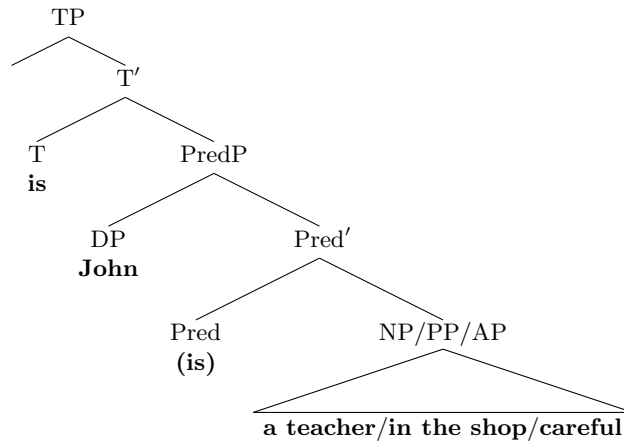 TP
T′
T PredP
is
DP Pred′
John
Pred NP/PP/AP
(is)
a teacher/in the shop/careful